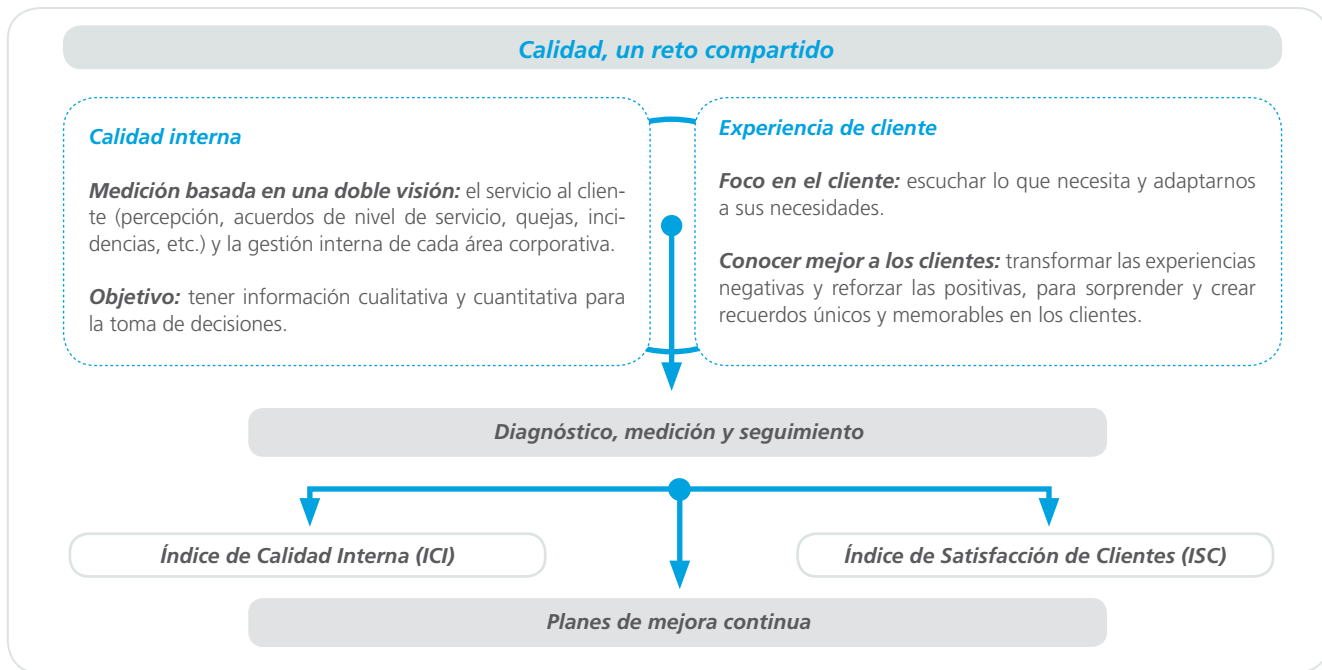 Calidad, un reto compartido
Calidad interna
Medición basada en una doble visión: el servicio al clien-
te (percepción, acuerdos de nivel de servicio, quejas, inci-
dencias, etc.) y la gestión interna de cada área corporativa.
Objetivo: tener información cualitativa y cuantitativa para
la toma de decisiones.
Experiencia de cliente
Foco en el cliente: escuchar lo que necesita y adaptarnos
a sus necesidades.
Conocer mejor a los clientes: transformar las experiencias
negativas y reforzar las positivas, para sorprender y crear
recuerdos únicos y memorables en los clientes.
Diagnóstico, medición y seguimiento
Índice de Calidad Interna (ICI)
Índice de Satisfacción de Clientes (ISC)
Planes de mejora continua